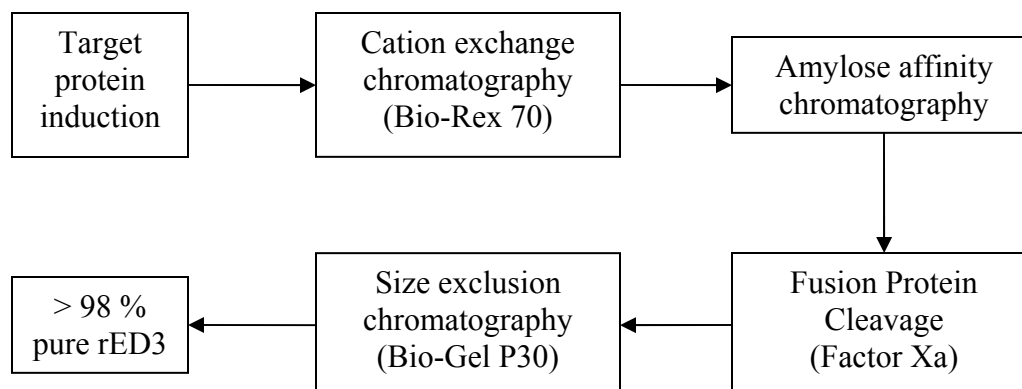 Target
protein
induction
Cation exchange
chromatography
(Bio-Rex 70)
Amylose affinity
chromatography
Fusion Protein
Cleavage
(Factor Xa)
Size exclusion
chromatography
(Bio-Gel P30)
> 98 %
pure rED3